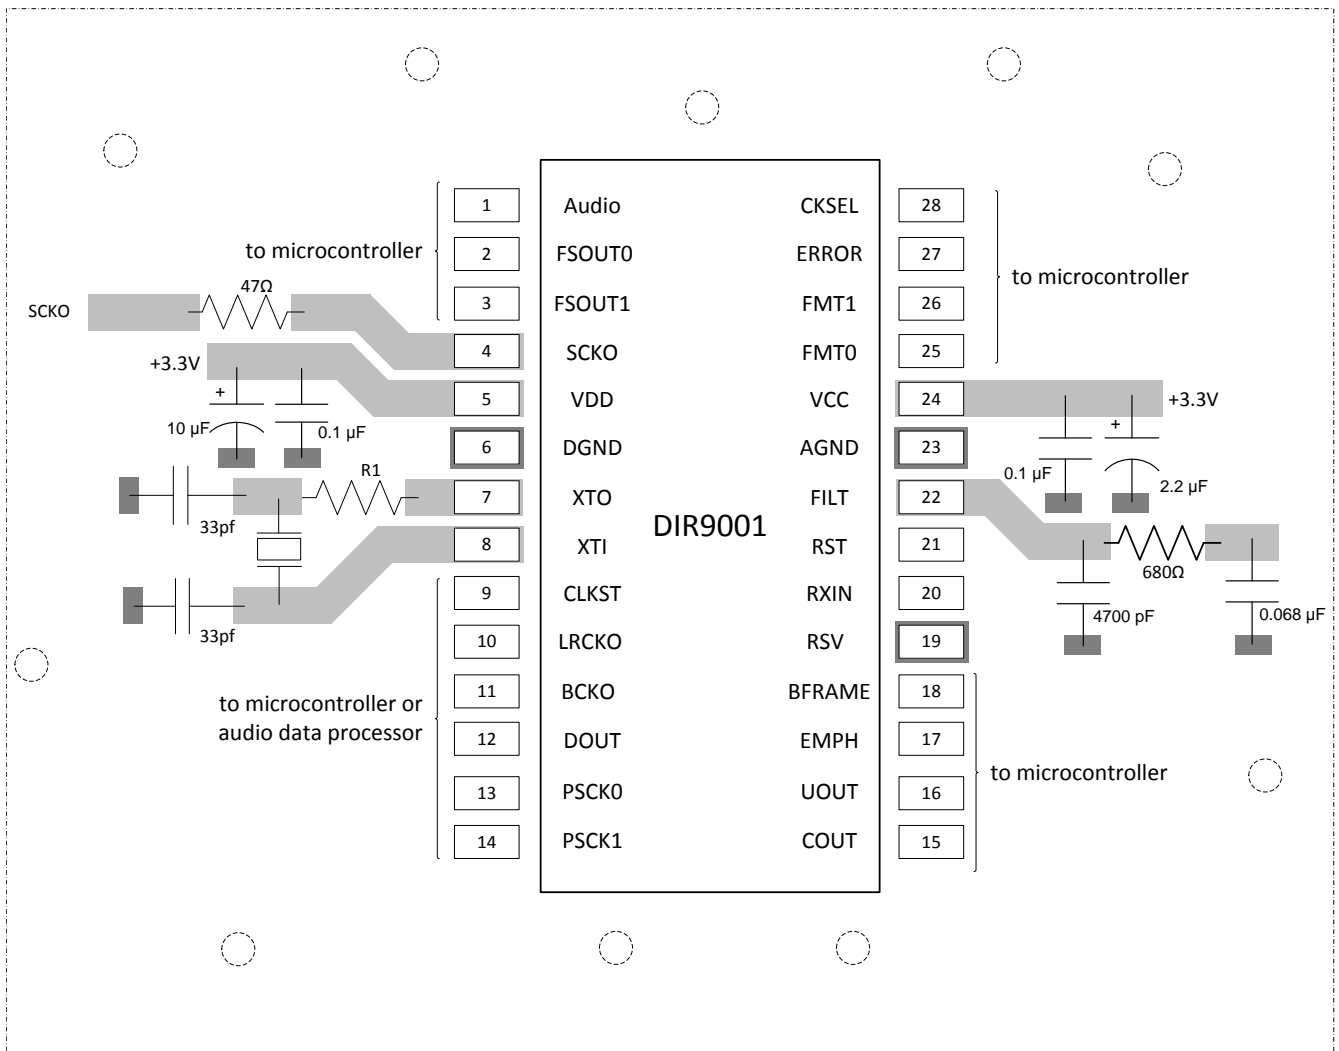 1 Audio CKSEL 28
to microcontroller
2 FSOUT0 ERROR 27
to microcontroller
47Ω
3 FSOUT1 FMT1 26
SCKO
4 SCKO FMT0 25
+3.3V
5 VDD VCC 24
+3.3V
+
10 µF
0.1 µF
6 DGND AGND 23
+
0.1 µF
2.2 µF
R1
7 XTO FILT 22
33pf
DIR9001
8 XTI RST 21
680Ω
9 CLKST RXIN 20
4700 pF
0.068 µF
33pf
10 LRCKO RSV 19
11 BCKO BFRAME 18
to microcontroller or
audio data processor
12 DOUT EMPH 17
to microcontroller
13 PSCK0 UOUT 16
14 PSCK1 COUT 15